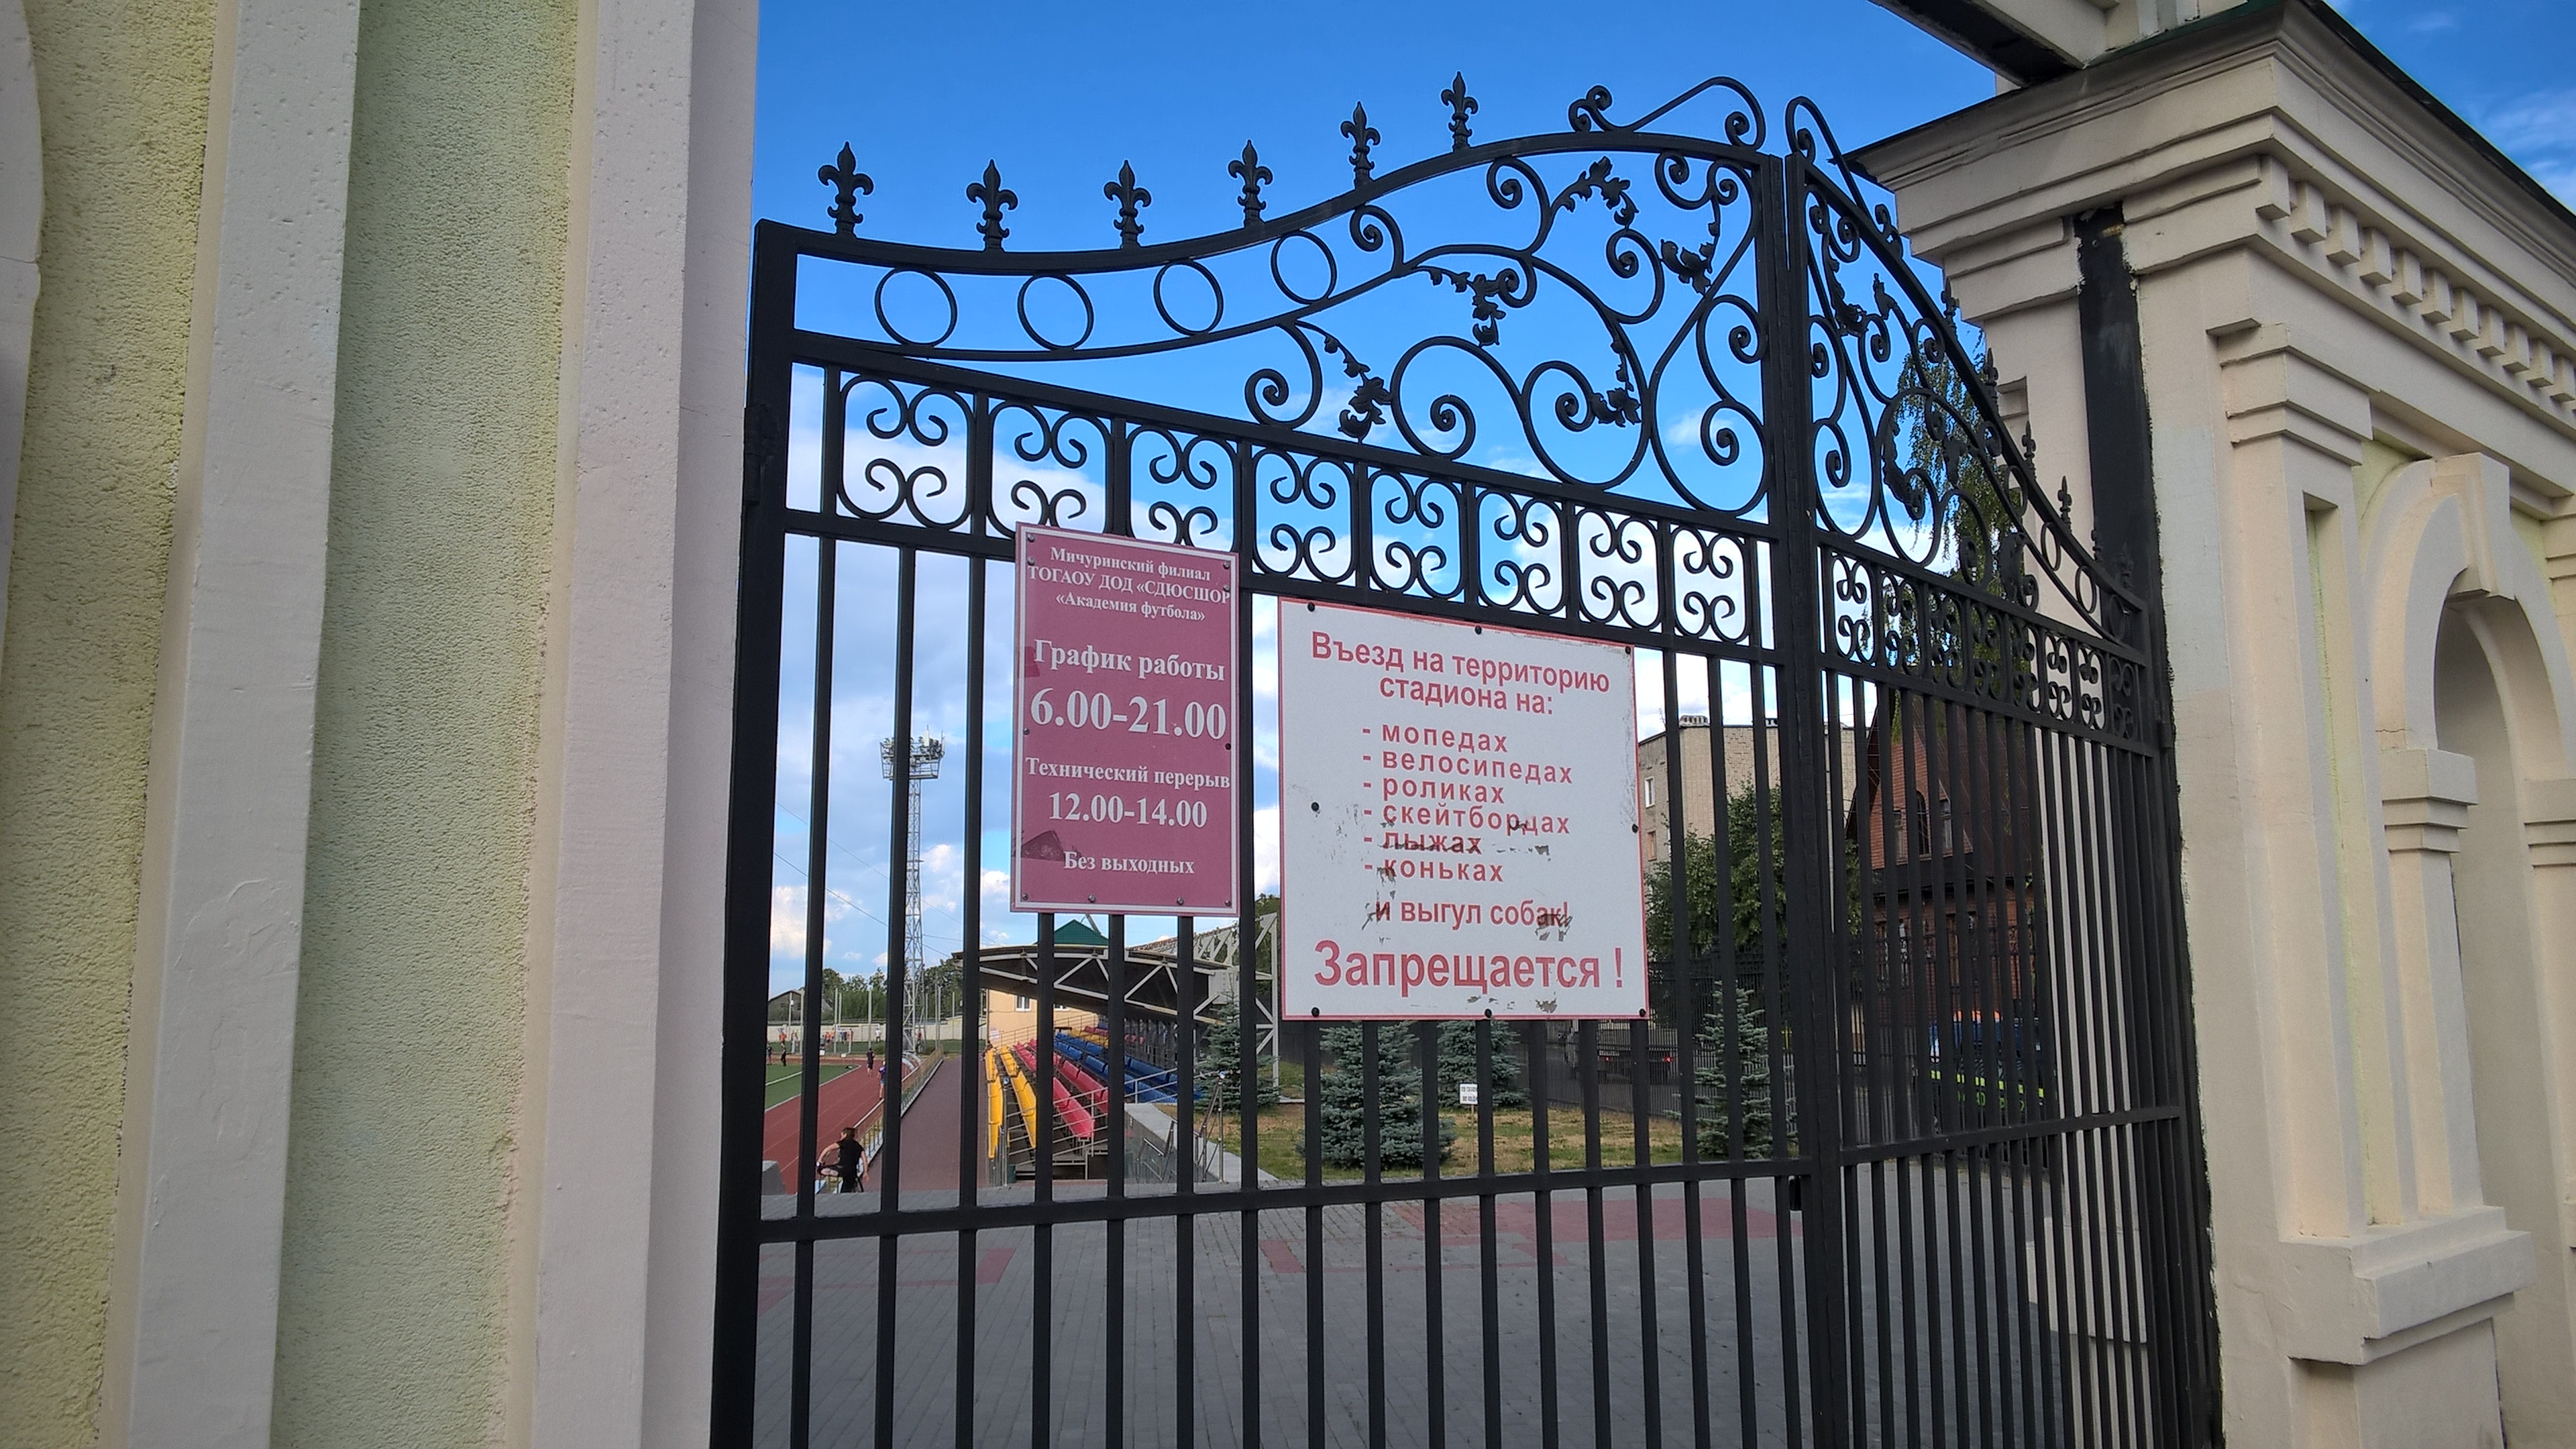 Мичуринский филиал
ТОГАОУ ДОД «СДЮСШОР
«Академия футбола»
График работы
6.00-21.00
Технический перерыв
12.00-14.00
Без выходных
Въезд на территорию
стадиона на:
- мопедах
- велосипедах
- роликах
- скейтбордах
- лыжах
- коньках
и выгул собак!
Запрещается !